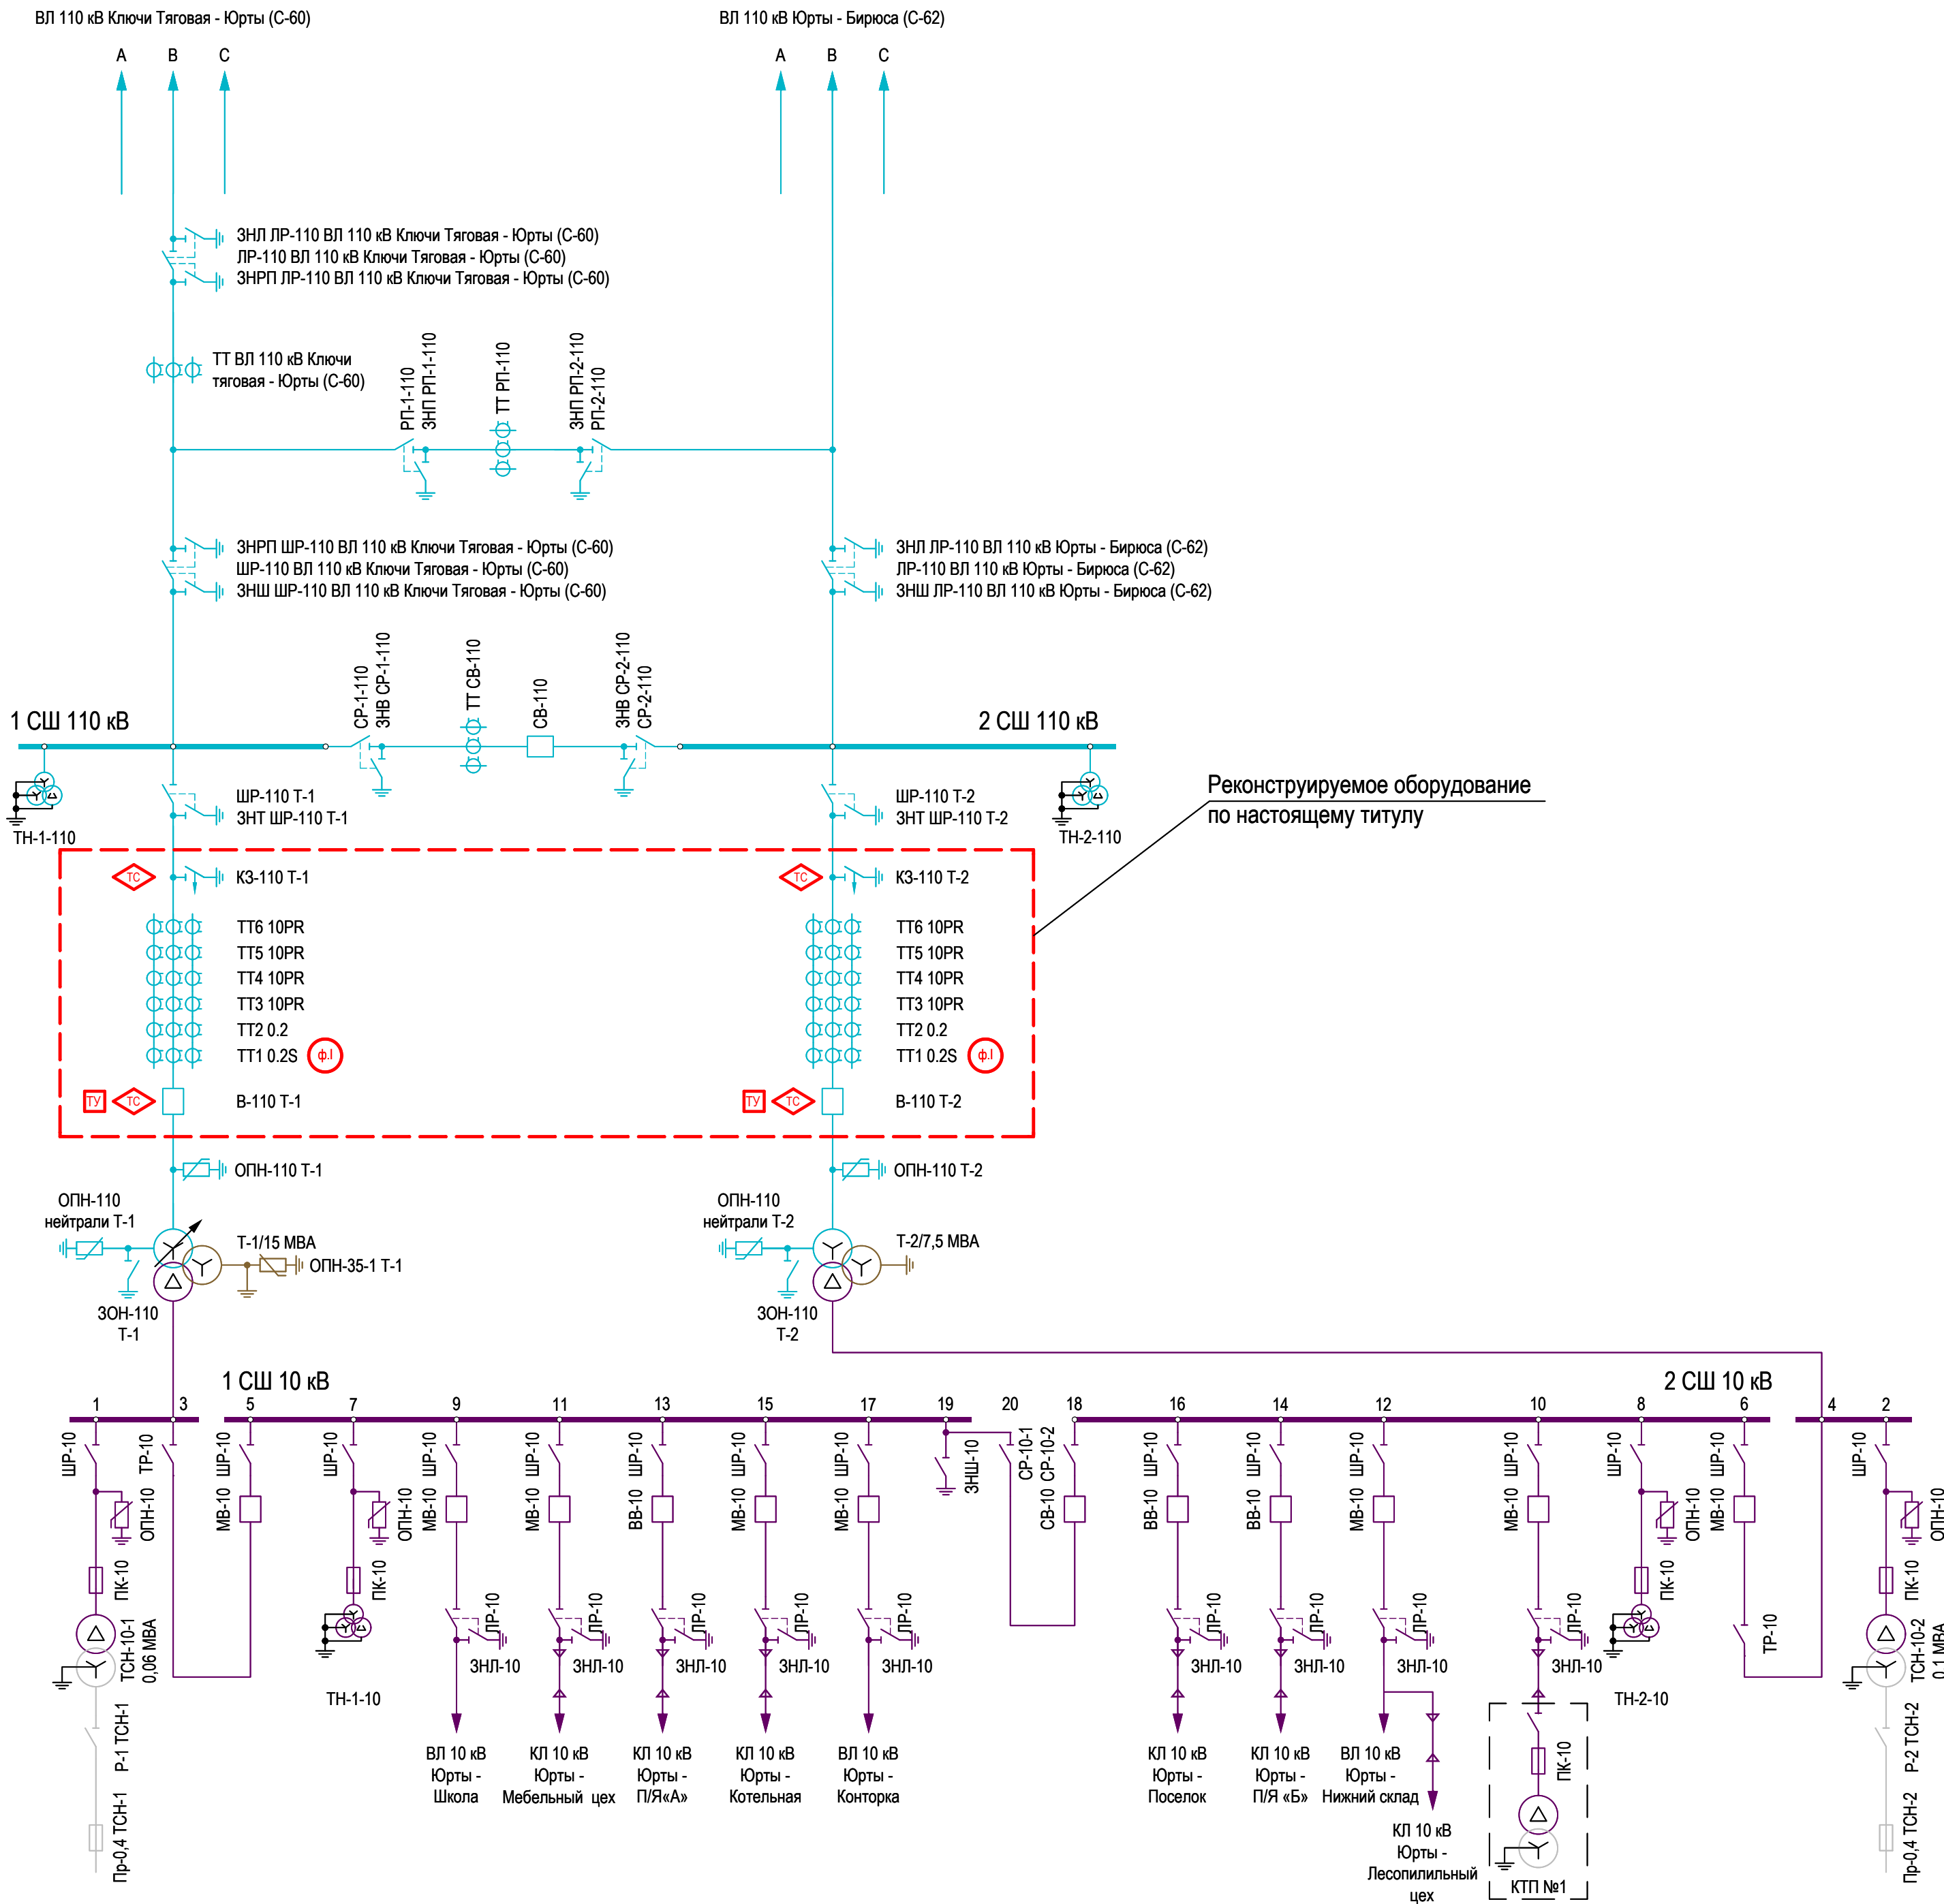 ВЛ 110 кВ Ключи Тяговая - Юрты (С-60)
ВЛ 110 кВ Юрты - Бирюса (С-62)
A B C
A B C
ЗНЛ ЛР-110 ВЛ 110 кВ Ключи Тяговая - Юрты (С-60)
ЛР-110 ВЛ 110 кВ Ключи Тяговая - Юрты (С-60)
ЗНРП ЛР-110 ВЛ 110 кВ Ключи Тяговая - Юрты (С-60)
ТТ ВЛ 110 кВ Ключи
тяговая - Юрты (С-60)
РП-1-110
ЗНП РП-1-110
ТТ РП-110
ЗНП РП-2-110
РП-2-110
ЗНРП ШР-110 ВЛ 110 кВ Ключи Тяговая - Юрты (С-60)
ШР-110 ВЛ 110 кВ Ключи Тяговая - Юрты (С-60)
ЗНШ ШР-110 ВЛ 110 кВ Ключи Тяговая - Юрты (С-60)
ЗНЛ ЛР-110 ВЛ 110 кВ Юрты - Бирюса (С-62)
ЛР-110 ВЛ 110 кВ Юрты - Бирюса (С-62)
ЗНШ ЛР-110 ВЛ 110 кВ Юрты - Бирюса (С-62)
СР-1-110
ЗНВ СР-1-110
ТТ СВ-110
СВ-110
ЗНВ СР-2-110
СР-2-110
1 СШ 110 кВ
2 СШ 110 кВ
ТН-1-110
ТН-2-110
ШР-110 Т-1
ЗНТ ШР-110 Т-1
ШР-110 Т-2
ЗНТ ШР-110 Т-2
Реконструируемое оборудование
по настоящему титулу
ТС
КЗ-110 Т-1
ТТ6 10PR
ТТ5 10PR
ТТ4 10PR
ТТ3 10PR
ТТ2 0.2
ТТ1 0.2S ф.I
ТУ ТС
В-110 Т-1
ТС
КЗ-110 Т-2
ТТ6 10PR
ТТ5 10PR
ТТ4 10PR
ТТ3 10PR
ТТ2 0.2
ТТ1 0.2S ф.I
ТУ ТС
В-110 Т-2
ОПН-110 Т-1
ОПН-110
нейтрали Т-1
Т-1/15 МВА
ОПН-35-1 Т-1
ЗОН-110
Т-1
ОПН-110 Т-2
ОПН-110
нейтрали Т-2
Т-2/7,5 МВА
ЗОН-110
Т-2
1 СШ 10 кВ
2 СШ 10 кВ
1 3 5 7 9 11 13 15 17 19 20 18 16 14 12 10 8 6 4 2
ШР-10
ОПН-10
ПК-10
ТСН-10-1
0,06 МВА
Р-1 ТСН-1
Пр-0,4 ТСН-1
ТР-10
ШР-10
МВ-10
ШР-10
ОПН-10
ПК-10
ТН-1-10
ШР-10
МВ-10
ЛР-10
ЗНЛ-10
ВЛ 10 кВ
Юрты -
Школа
ШР-10
МВ-10
ЛР-10
ЗНЛ-10
КЛ 10 кВ
Юрты -
Мебельный цех
ШР-10
ВВ-10
ЛР-10
ЗНЛ-10
КЛ 10 кВ
Юрты -
П/Я«А»
ШР-10
МВ-10
ЛР-10
ЗНЛ-10
КЛ 10 кВ
Юрты -
Котельная
ШР-10
МВ-10
ЛР-10
ВЛ 10 кВ
Юрты -
Конторка
ЗНШ-10
СР-10-1
СР-10-2
СВ-10
ШР-10
ВВ-10
ЛР-10
ЗНЛ-10
КЛ 10 кВ
Юрты -
Поселок
ШР-10
ВВ-10
ЛР-10
ЗНЛ-10
КЛ 10 кВ
Юрты -
П/Я «Б»
ШР-10
МВ-10
ЛР-10
ЗНЛ-10
ВЛ 10 кВ
Юрты -
Нижний склад
КЛ 10 кВ
Юрты -
Лесопилильный
цех
ШР-10
МВ-10
ЛР-10
ЗНЛ-10
ПК-10
КТП №1
ШР-10
ОПН-10
ПК-10
ТН-2-10
ШР-10
МВ-10
ТР-10
ШР-10
ОПН-10
ПК-10
ТСН-10-2
0,1 МВА
Р-2 ТСН-2
Пр-0,4 ТСН-2